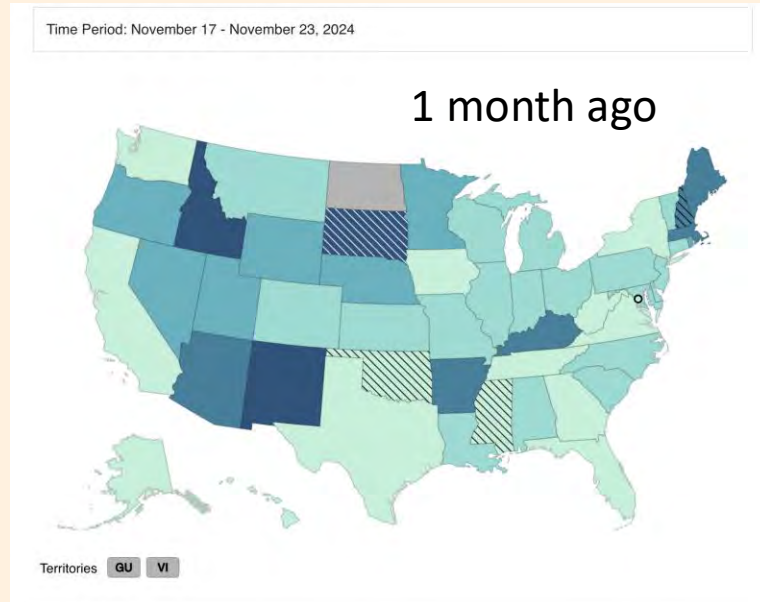 Time Period: November 17 - November 23, 2024
1 month ago
Territories GU VI